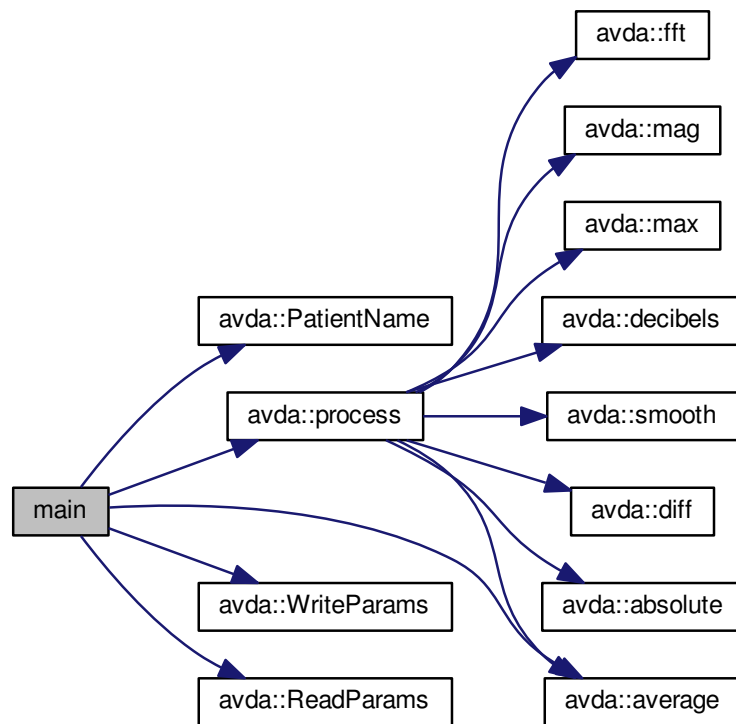 avda::fft
avda::mag
avda::max
avda::PatientName
avda::decibels
avda::process
avda::smooth
main
avda::diff
avda::WriteParams
avda::absolute
avda::ReadParams
avda::average